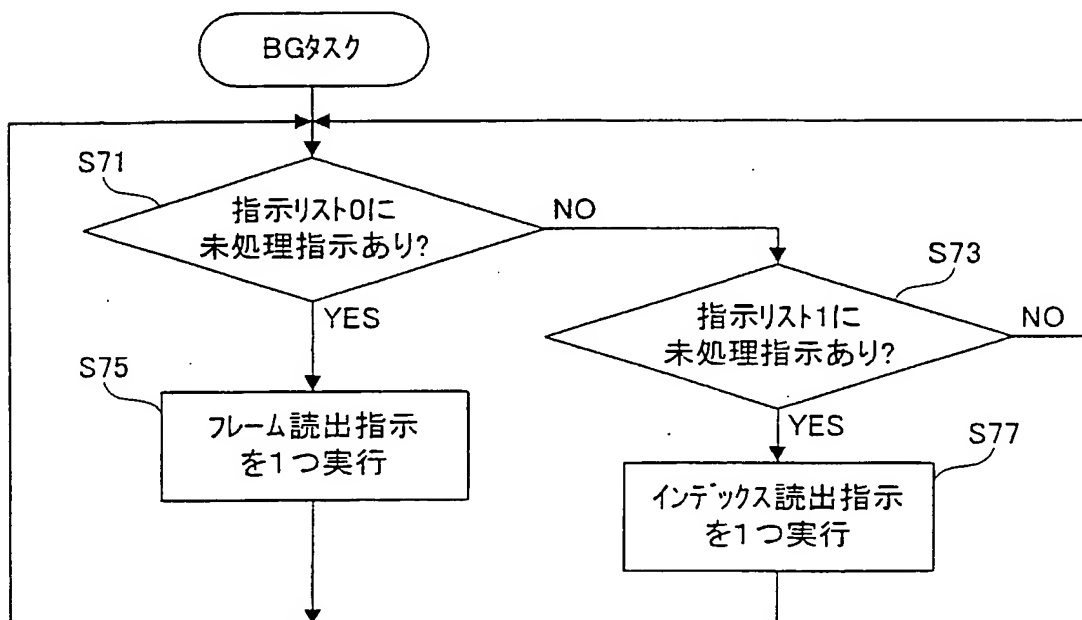 BGタスク
S71
指示リスト0に
未処理指示あり?
NO
S73
YES
指示リスト1に
未処理指示あり?
NO
S75
フレーム読出指示
を1つ実行
YES
S77
インデックス読出指示
を1つ実行